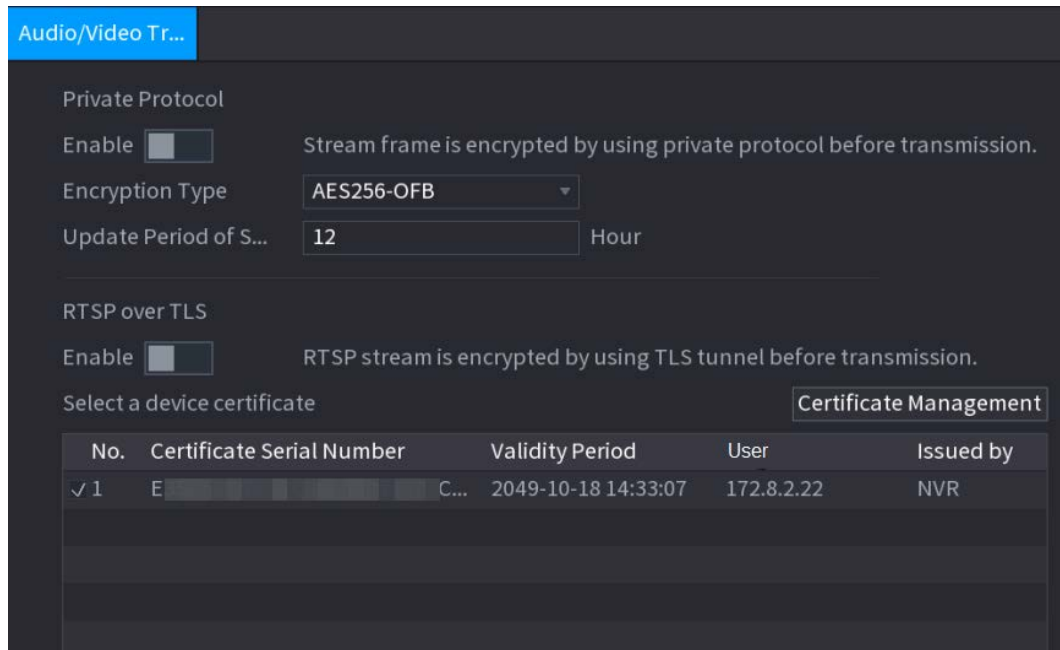 Audio/Video Tr...
Private Protocol
Enable Stream frame is encrypted by using private protocol before transmission.
Encryption Type AES256-OFB
Update Period of S... 12 Hour
RTSP over TLS
Enable RTSP stream is encrypted by using TLS tunnel before transmission.
Select a device certificate Certificate Management
No. Certificate Serial Number Validity Period User Issued by
1 E C... 2049-10-18 14:33:07 172.8.2.22 NVR